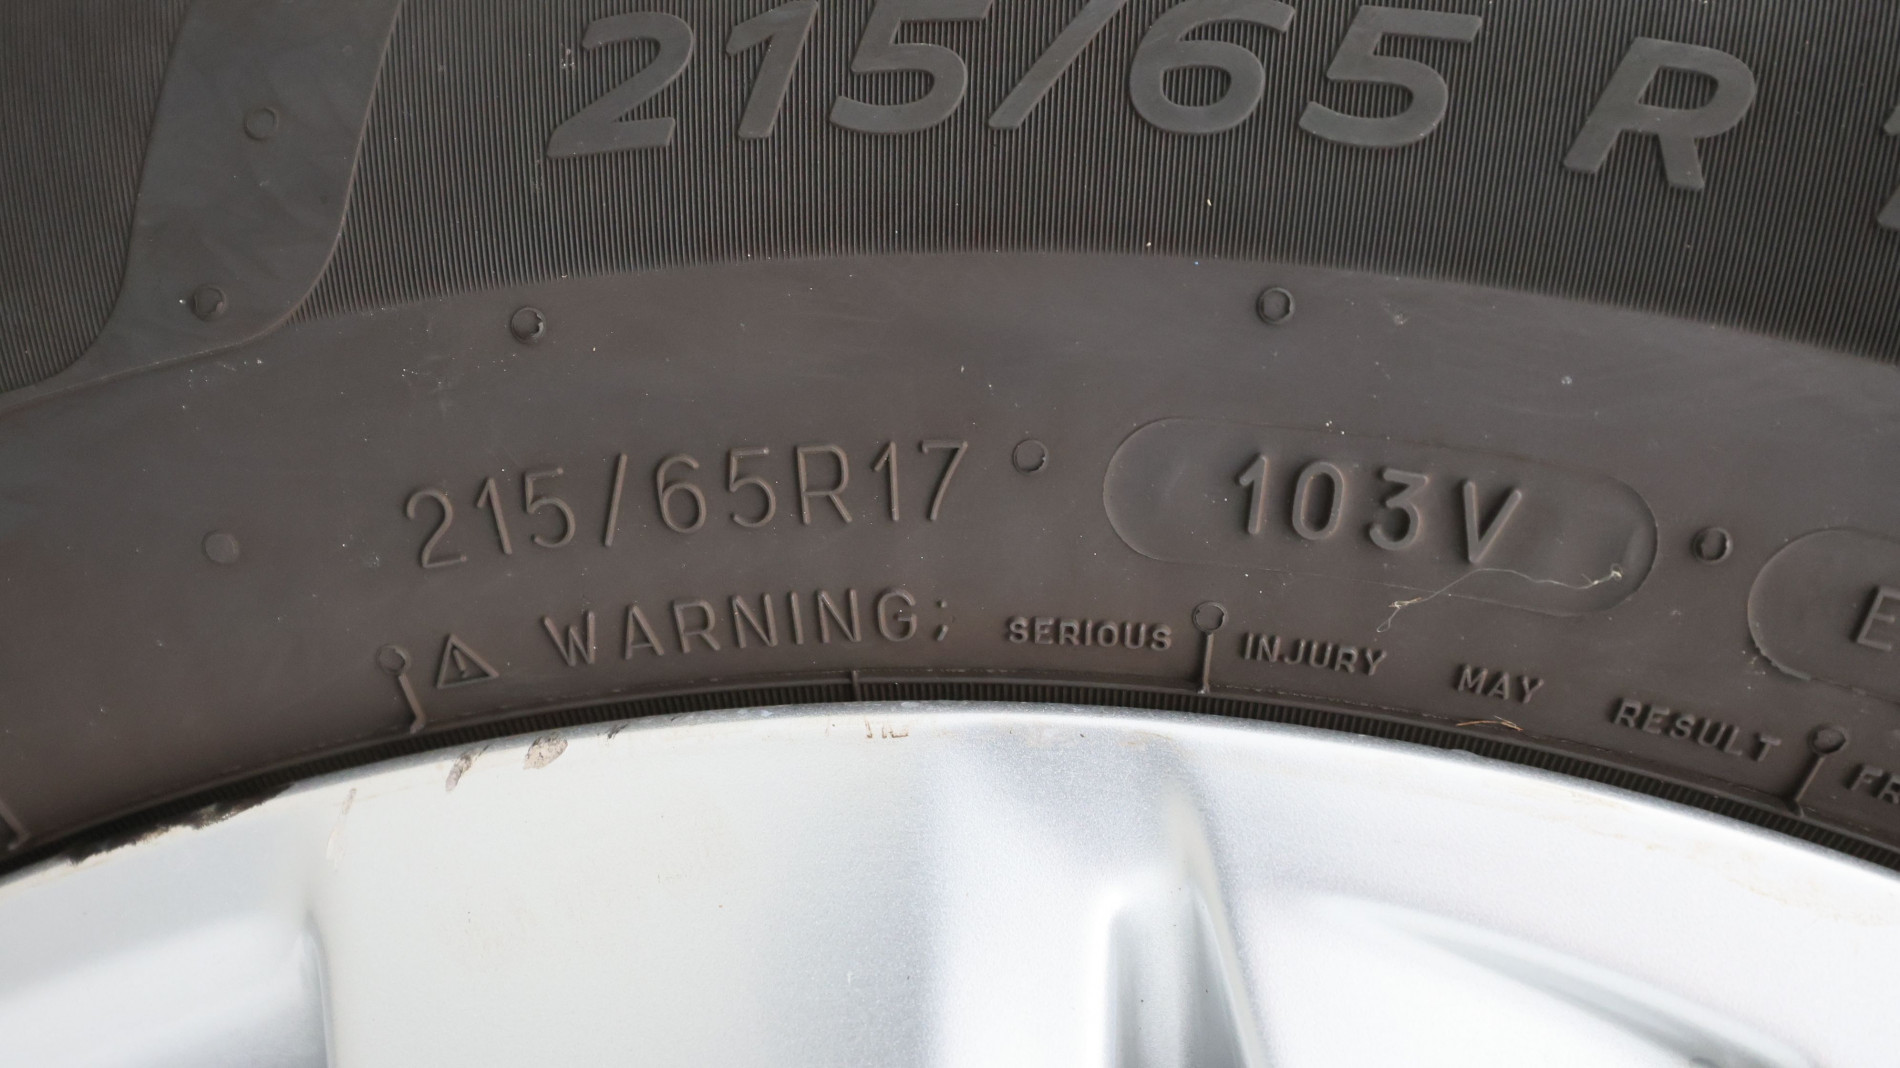 215/65 R
215/65R17 103V E
⚠ WARNING; SERIOUS INJURY MAY RESULT